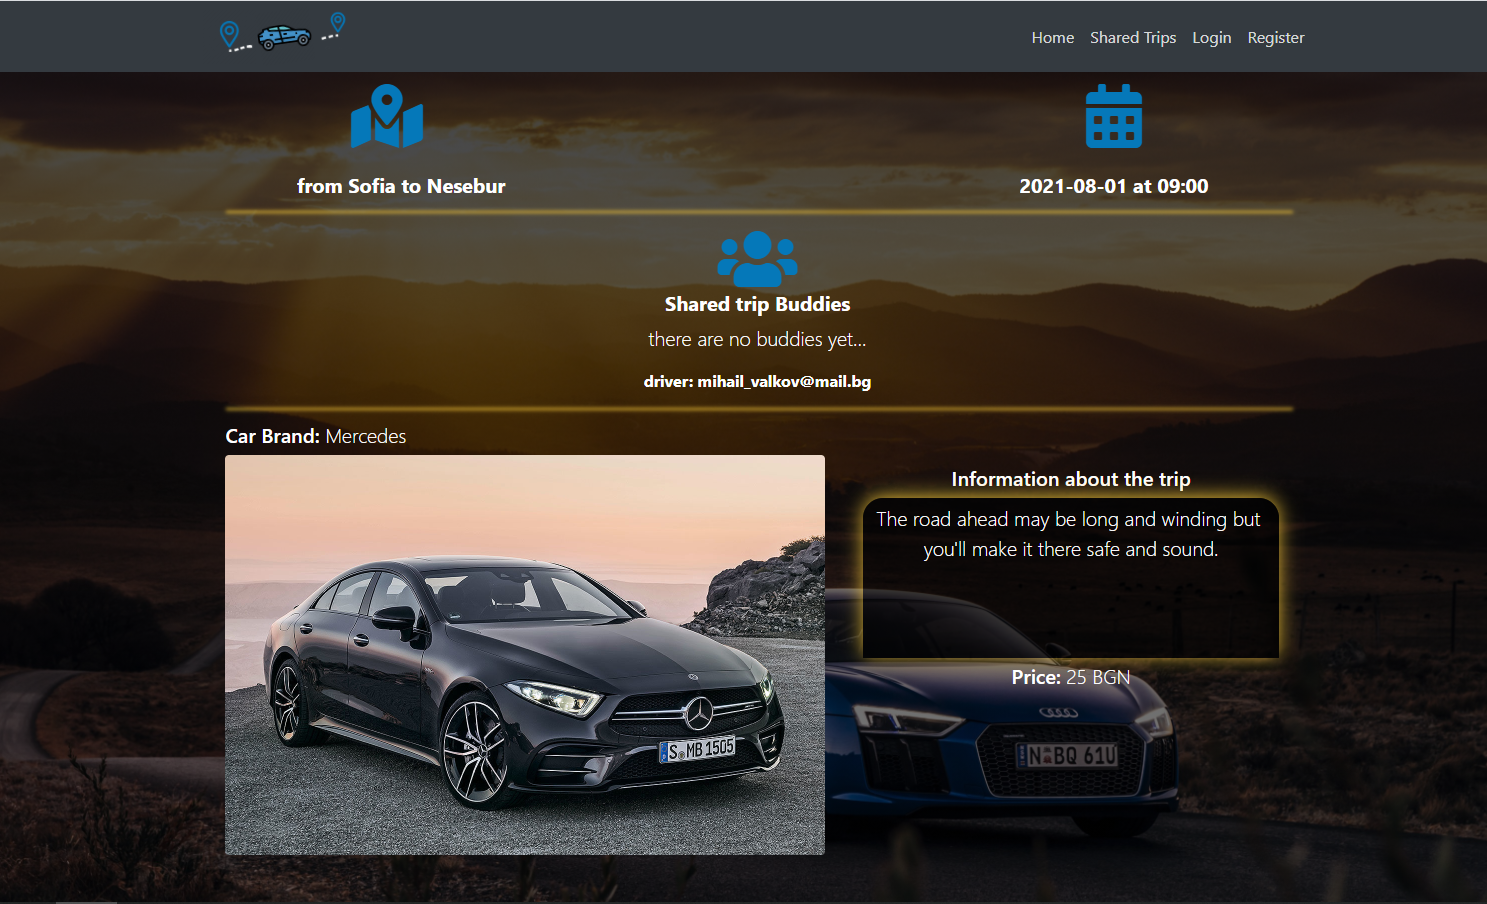 Home Shared Trips Login Register
from Sofia to Nesebur
2021-08-01 at 09:00
Shared trip Buddies
there are no buddies yet...
driver: mihail_valkov@mail.bg
Car Brand: Mercedes
Information about the trip
The road ahead may be long and winding but
you'll make it there safe and sound.
Price: 25 BGN
S MB 1505
N BQ 61U